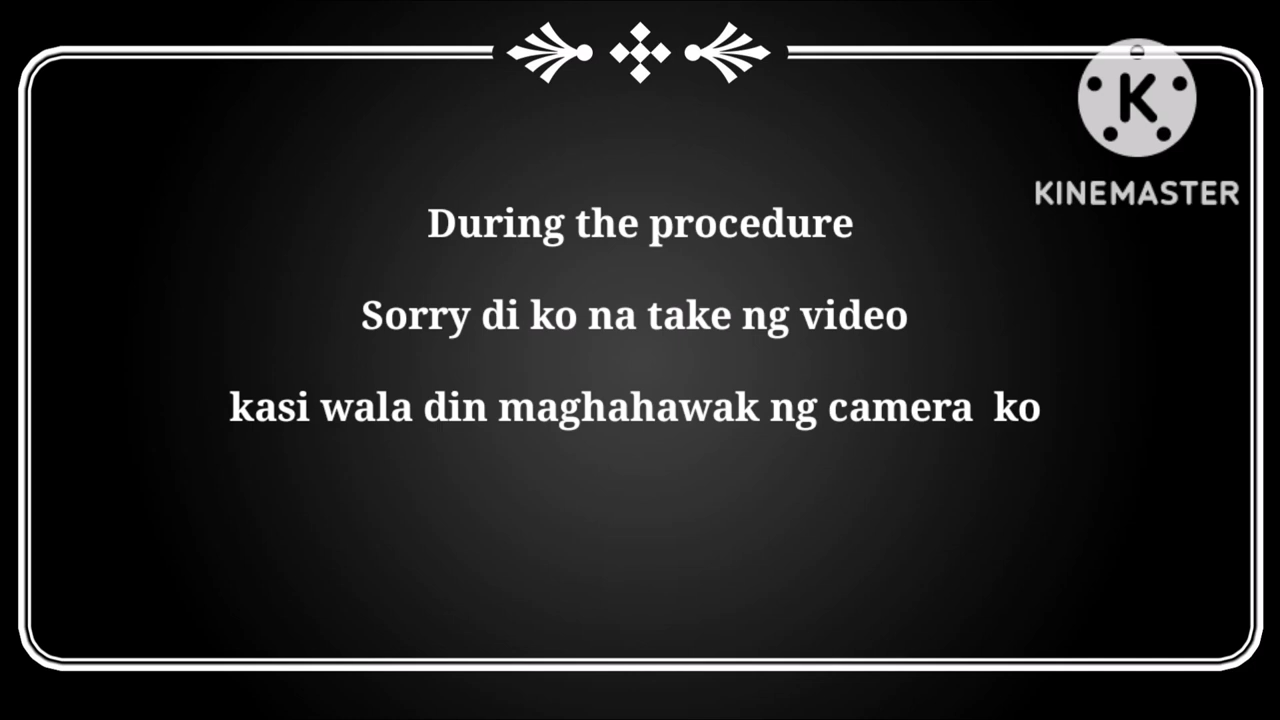 K
KINEMASTER
During the procedure
Sorry di ko na take ng video
kasi wala din maghahawak ng camera ko